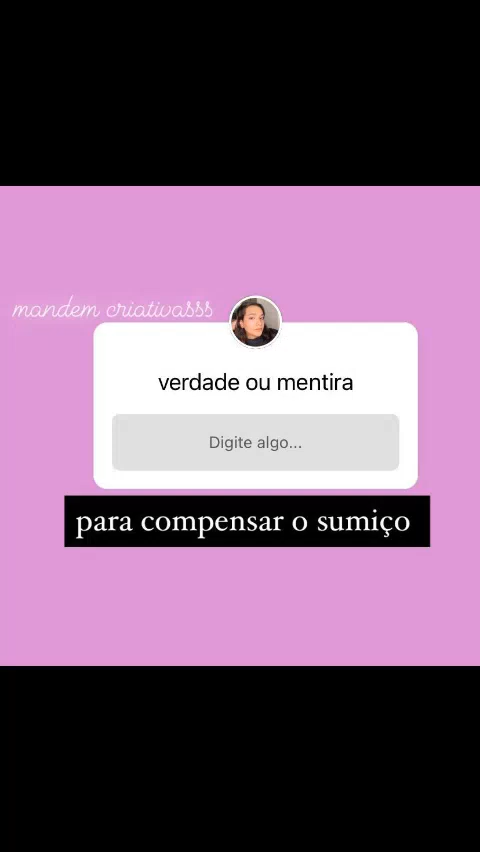 mandem criativasss
verdade ou mentira
Digite algo...
para compensar o sumiço